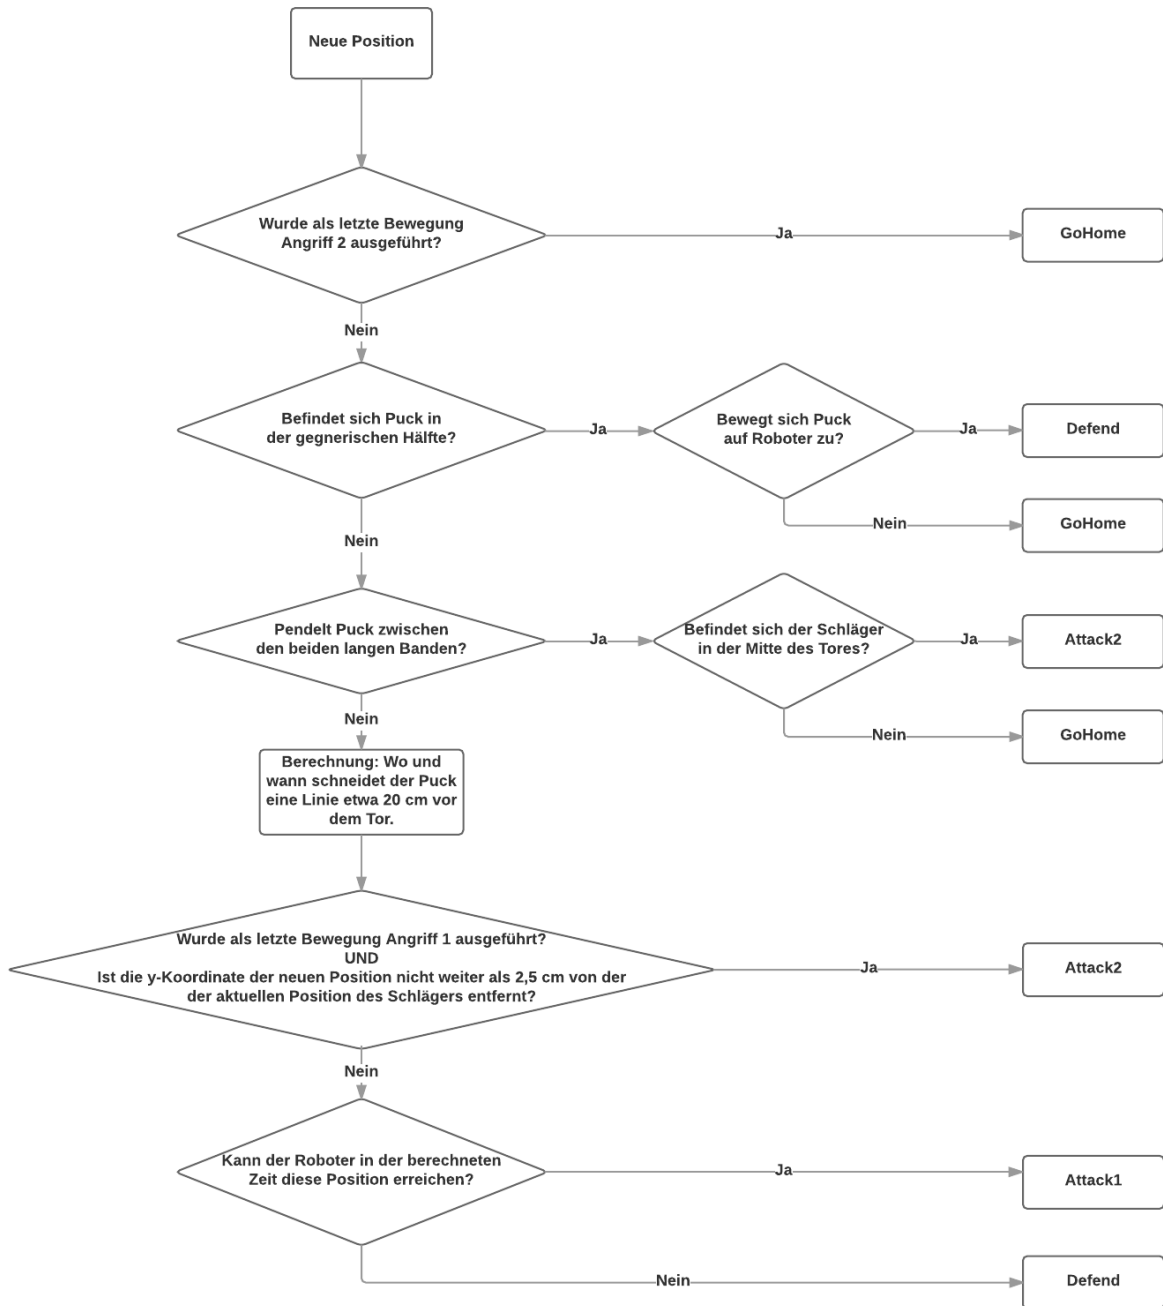 Neue Position
Wurde als letzte Bewegung
Angriff 2 ausgeführt?
Ja
GoHome
Nein
Befindet sich Puck in
der gegnerischen Hälfte?
Ja
Bewegt sich Puck
auf Roboter zu?
Ja
Defend
Nein
GoHome
Nein
Pendelt Puck zwischen
den beiden langen Banden?
Ja
Befindet sich der Schläger
in der Mitte des Tores?
Ja
Attack2
Nein
GoHome
Nein
Berechnung: Wo und
wann schneidet der Puck
eine Linie etwa 20 cm vor
dem Tor.
Wurde als letzte Bewegung Angriff 1 ausgeführt?
UND
Ist die y-Koordinate der neuen Position nicht weiter als 2,5 cm von der
der aktuellen Position des Schlägers entfernt?
Ja
Attack2
Nein
Kann der Roboter in der berechneten
Zeit diese Position erreichen?
Ja
Attack1
Nein
Defend